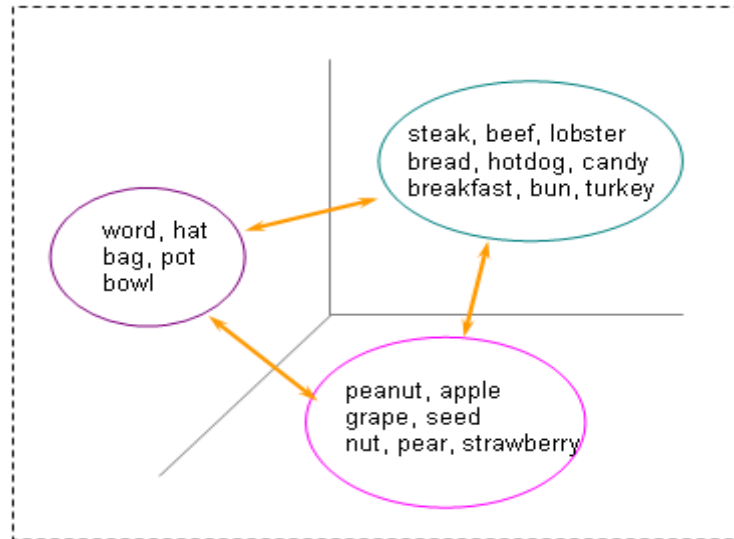 steak, beef, lobster
bread, hotdog, candy
breakfast, bun, turkey
word, hat
bag, pot
bowl
peanut, apple
grape, seed
nut, pear, strawberry